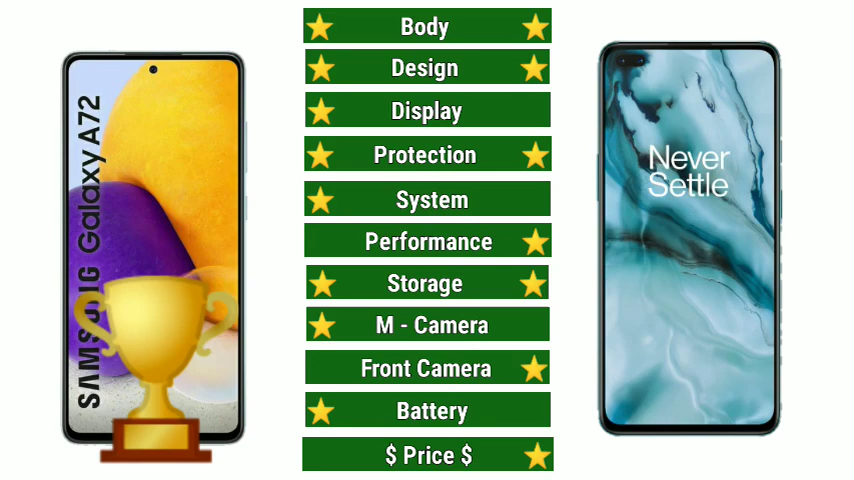 SAMSUNG Galaxy A72
Body
Design
Display
Protection
System
Performance
Storage
M - Camera
Front Camera
Battery
$ Price $
Never
Settle